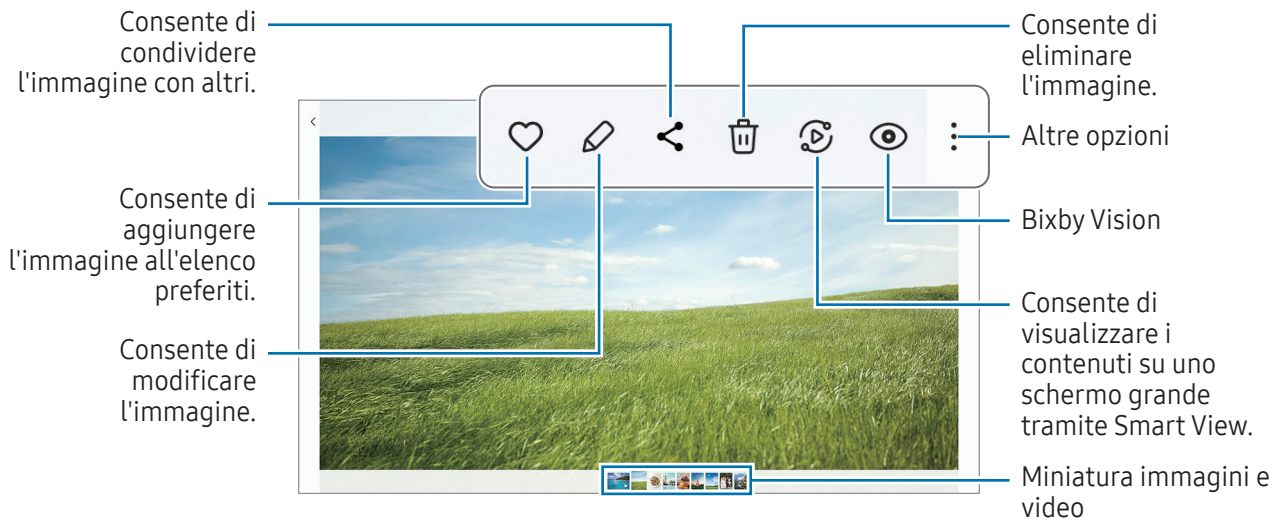 Consente di
condividere
l'immagine con altri.
Consente di
aggiungere
l'immagine all'elenco
preferiti.
Consente di
modificare
l'immagine.
Consente di
eliminare
l'immagine.
Altre opzioni
Bixby Vision
Consente di
visualizzare i
contenuti su uno
schermo grande
tramite Smart View.
Miniatura immagini e
video